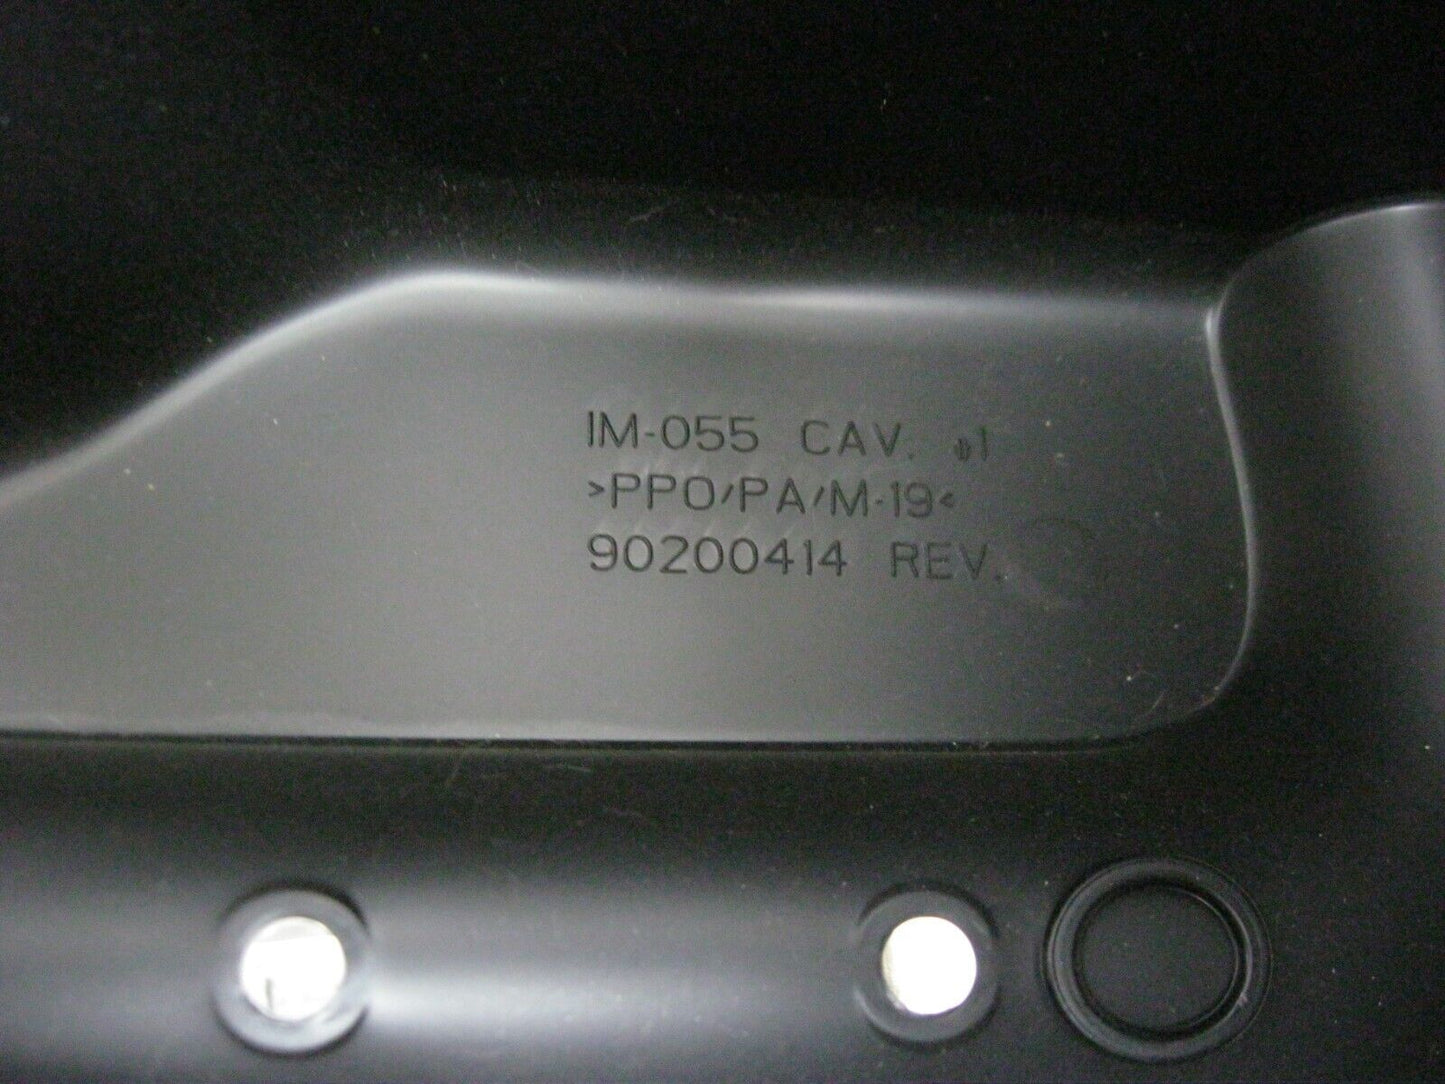 IM-055 CAV. #1
>PPO/PA/M-19<
90200414 REV.